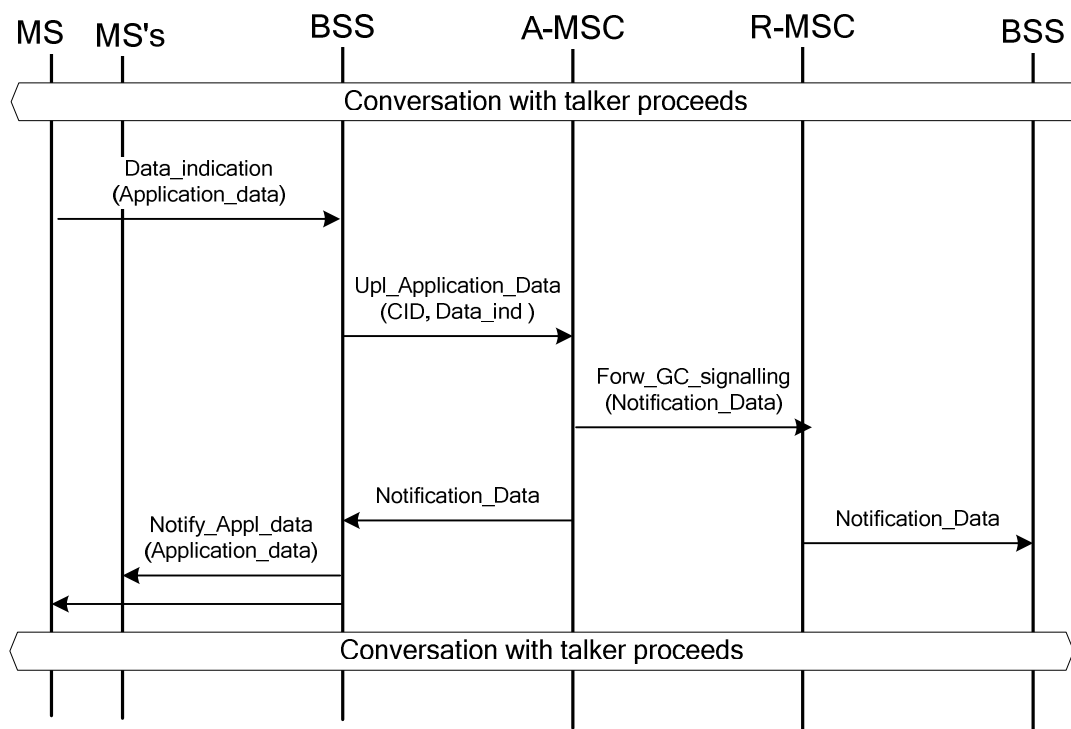 MS
MS's
BSS
A-MSC
R-MSC
BSS
Conversation with talker proceeds
Data_indication
(Application_data)
Upl_Application_Data
(CID, Data_ind )
Forw_GC_signalling
(Notification_Data)
Notification_Data
Notification_Data
Notify_Appl_data
(Application_data)
Conversation with talker proceeds